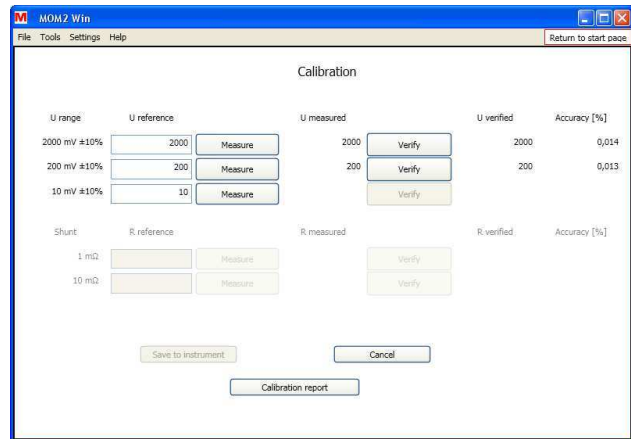 M MOM2 Win
File Tools Settings Help Return to start page
Calibration
U range U reference U measured U verified Accuracy [%]
2000 mV ±10% 2000 Measure 2000 Verify 2000 0,014
200 mV ±10% 200 Measure 200 Verify 200 0,013
10 mV ±10% 10 Measure Verify
Shunt R reference R measured R verified Accuracy [%]
1 mΩ Measure Verify
10 mΩ Measure Verify
Save to instrument Cancel
Calibration report